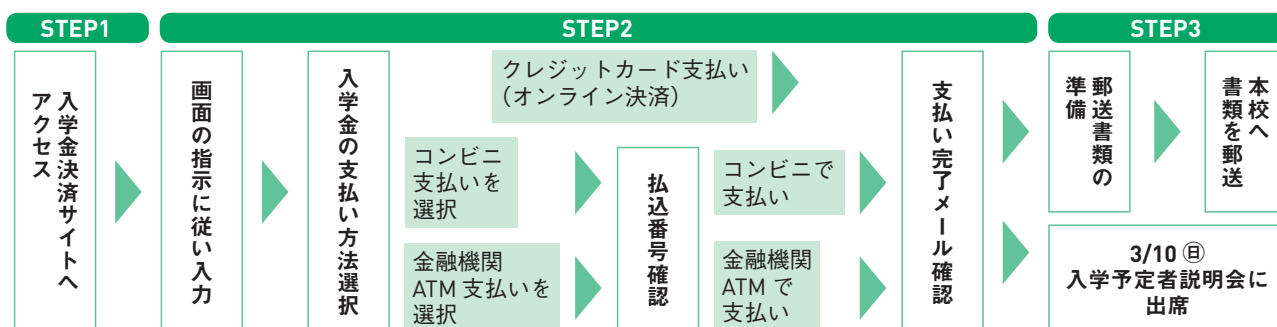 STEP1
STEP2
STEP3
入学金決済サイトへ
アクセス
画面の指示に従い入力
入学金の支払い方法選択
クレジットカード支払い
（オンライン決済）
コンビニ
支払いを
選択
金融機関
ATM 支払いを
選択
払込番号確認
コンビニで
支払い
金融機関
ATM で
支払い
支払い完了メール確認
郵送書類の
準備
本校へ
書類を郵送
3/10 ㊐
入学予定者説明会に
出席